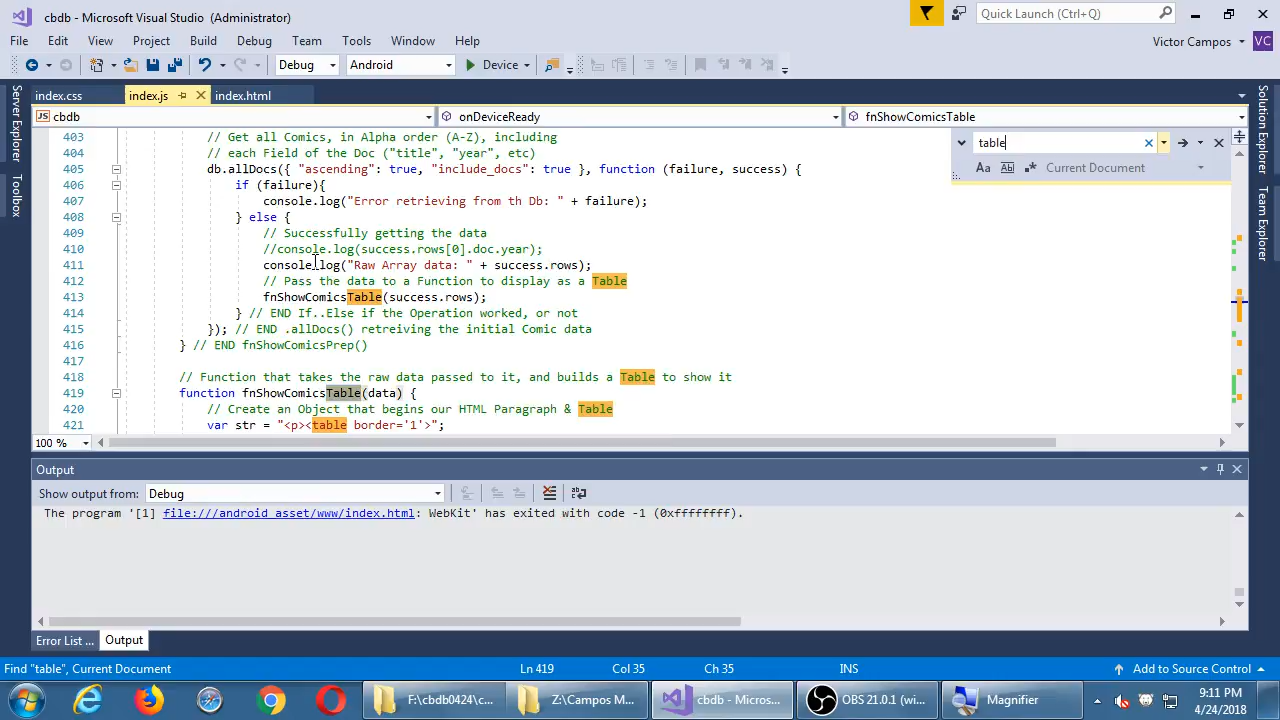 cbdb - Microsoft Visual Studio (Administrator)
Quick Launch (Ctrl+Q)
File Edit View Project Build Debug Team Tools Window Help
Victor Campos VC
Debug Android Device
index.css index.js index.html
JS cbdb onDeviceReady fnShowComicsTable
table
Aa Ab Current Document
Server Explorer
Toolbox
Solution Explorer
Team Explorer
403 // Get all Comics, in Alpha order (A-Z), including
404 // each Field of the Doc ("title", "year", etc)
405 db.allDocs({ "ascending": true, "include_docs": true }, function (failure, success) {
406 if (failure){
407 console.log("Error retrieving from th Db: " + failure);
408 } else {
409 // Successfully getting the data
410 //console.log(success.rows[0].doc.year);
411 console.log("Raw Array data: " + success.rows);
412 // Pass the data to a Function to display as a Table
413 fnShowComicsTable(success.rows);
414 } // END If..Else if the Operation worked, or not
415 }); // END .allDocs() retreiving the initial Comic data
416 } // END fnShowComicsPrep()
417
418 // Function that takes the raw data passed to it, and builds a Table to show it
419 function fnShowComicsTable(data) {
420 // Create an Object that begins our HTML Paragraph & Table
421 var str = "<p><table border='1'>";
100 %
Output
Show output from: Debug
The program '[1] file:///android_asset/www/index.html: WebKit' has exited with code -1 (0xffffffff).
Error List ... Output
Find "table", Current Document Ln 419 Col 35 Ch 35 INS Add to Source Control
F:\cbdb0424\c... Z:\Campos M... cbdb - Micros... OBS 21.0.1 (wi... Magnifier
9:11 PM
4/24/2018